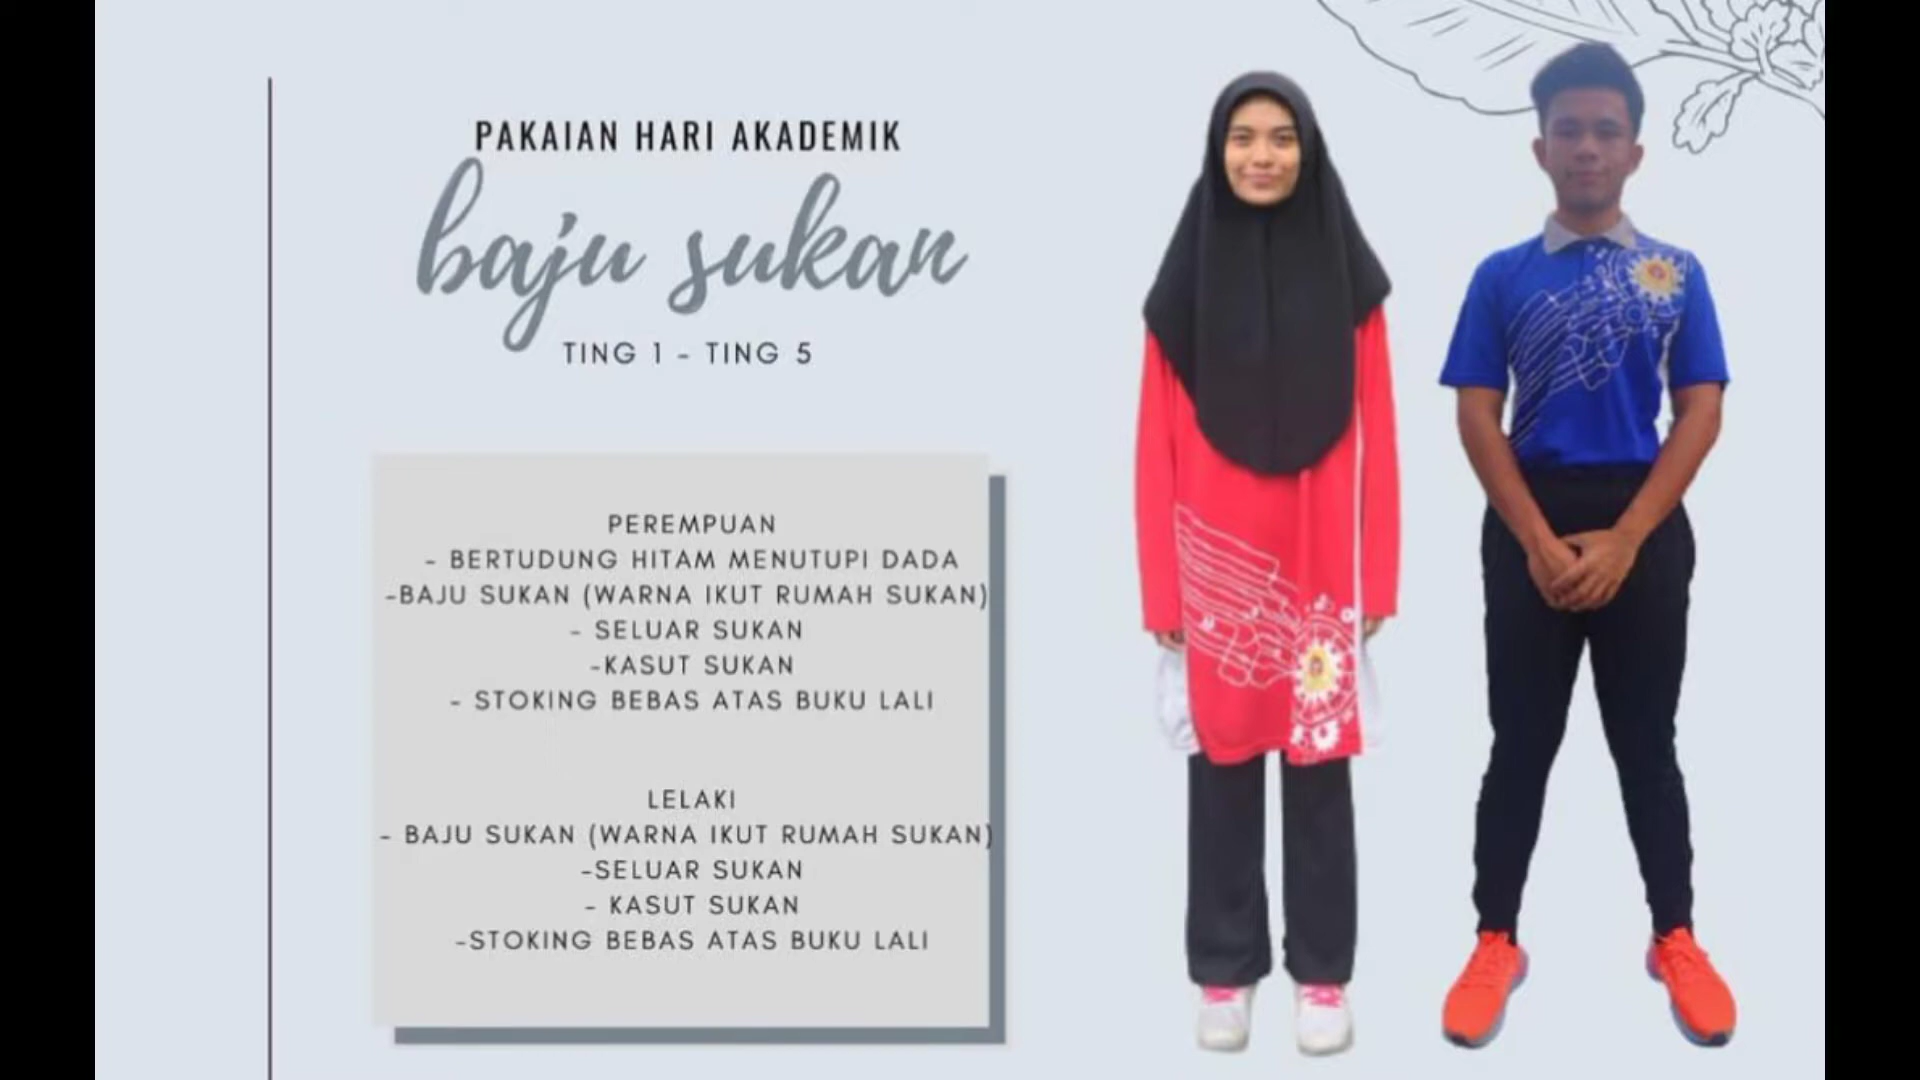 PAKAIAN HARI AKADEMIK
baju sukan
TING 1 - TING 5
PEREMPUAN
- BERTUDUNG HITAM MENUTUPI DADA
-BAJU SUKAN (WARNA IKUT RUMAH SUKAN)
- SELUAR SUKAN
-KASUT SUKAN
- STOKING BEBAS ATAS BUKU LALI
LELAKI
- BAJU SUKAN (WARNA IKUT RUMAH SUKAN)
-SELUAR SUKAN
- KASUT SUKAN
-STOKING BEBAS ATAS BUKU LALI